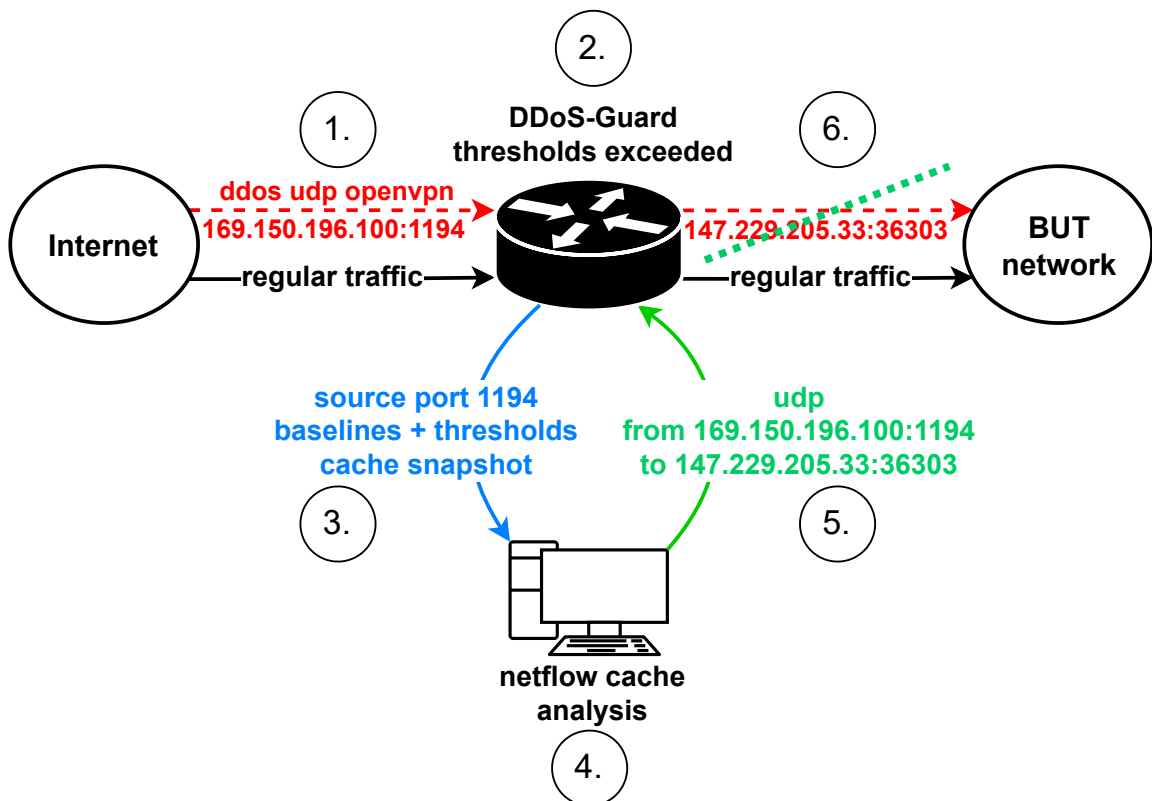 2.
1.
DDoS-Guard
thresholds exceeded
6.
ddos udp openvpn
169.150.196.100:1194
147.229.205.33:36303
Internet
BUT
network
regular traffic
regular traffic
source port 1194
baselines + thresholds
cache snapshot
udp
from 169.150.196.100:1194
to 147.229.205.33:36303
3.
5.
netflow cache
analysis
4.